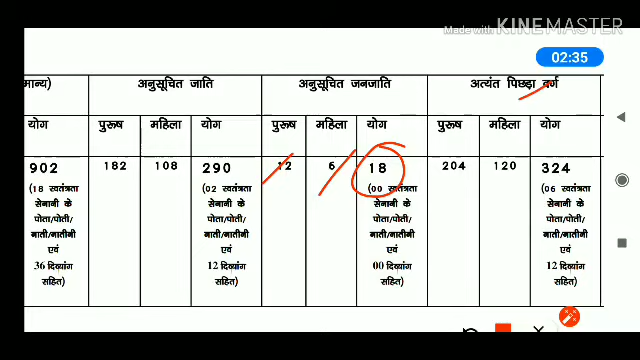 Made with KINEMASTER
02:35
मान्य) अनुसूचित जाति अनुसूचित जनजाति अत्यंत पिछड़ा वर्ग
योग पुरूष महिला योग पुरूष महिला योग पुरूष महिला योग
902 182 108 290 12 6 18 204 120 324
(18 स्वतंत्रता (02 स्वतंत्रता (00 स्वतंत्रता (06 स्वतंत्रता
सेनानी के सेनानी के सेनानी के सेनानी के
पोता/पोती/ पोता/पोती/ पोता/पोती/ पोता/पोती/
नाती/नातीनी नाती/नातीनी नाती/नातीनी नाती/नातीनी
एवं एवं एवं एवं
36 दिव्यांग 12 दिव्यांग 00 दिव्यांग 12 दिव्यांग
सहित) सहित) सहित) सहित)